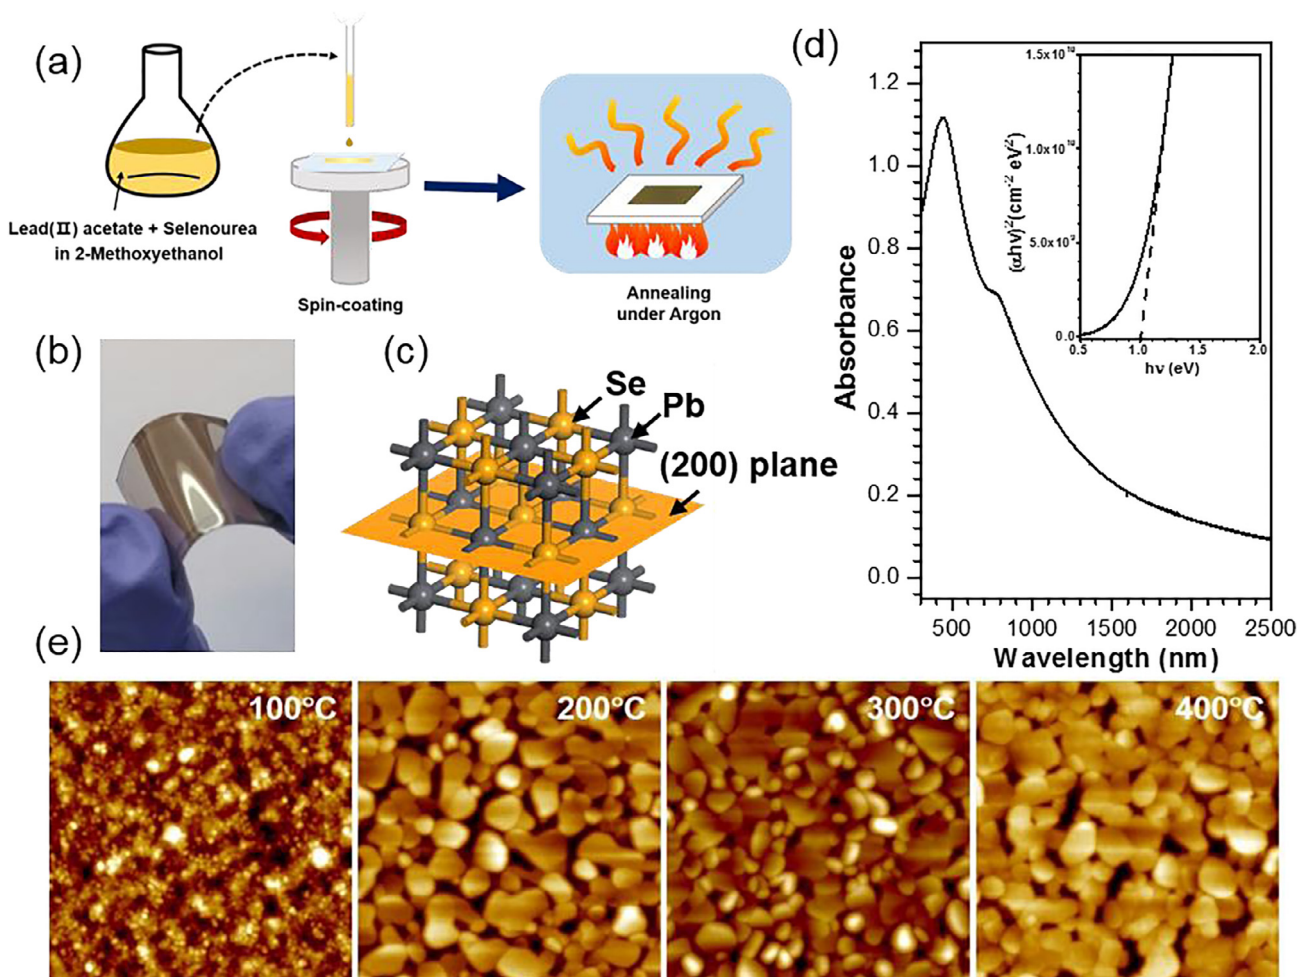 (a)
Lead(II) acetate + Selenourea
in 2-Methoxyethanol
Spin-coating
Annealing
under Argon
(b)
(c)
Se
Pb
(200) plane
(d)
Absorbance
1.2
1.0
0.8
0.6
0.4
0.2
0.0
500
1000
1500
2000
2500
Wavelength (nm)
(αhν)²(cm⁻² eV²)
1.0x10¹⁰
0.0
0.5
1.0
1.5
2.0
hν (eV)
(e)
100°C
200°C
300°C
400°C